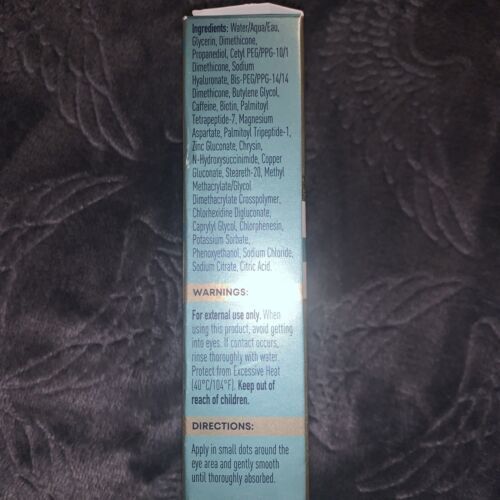 Ingredients: Water/Aqua/Eau,
Glycerin, Dimethicone,
Propanediol, Cetyl PEG/PPG-10/1
Dimethicone, Sodium
Hyaluronate, Bis-PEG/PPG-14/14
Dimethicone, Butylene Glycol,
Caffeine, Biotin, Palmitoyl
Tetrapeptide-7, Magnesium
Aspartate, Palmitoyl Tripeptide-1,
Zinc Gluconate, Chrysin,
N-Hydroxysuccinimide, Copper
Gluconate, Steareth-20, Methyl
Methacrylate/Glycol
Dimethacrylate Crosspolymer,
Chlorhexidine Digluconate,
Caprylyl Glycol, Chlorphenesin,
Potassium Sorbate,
Phenoxyethanol, Sodium Chloride,
Sodium Citrate, Citric Acid.
WARNINGS:
For external use only. When
using this product, avoid getting
into eyes. If contact occurs,
rinse thoroughly with water.
Protect from Excessive Heat
(40°C/104°F). Keep out of
reach of children.
DIRECTIONS:
Apply in small dots around the
eye area and gently smooth
until thoroughly absorbed.